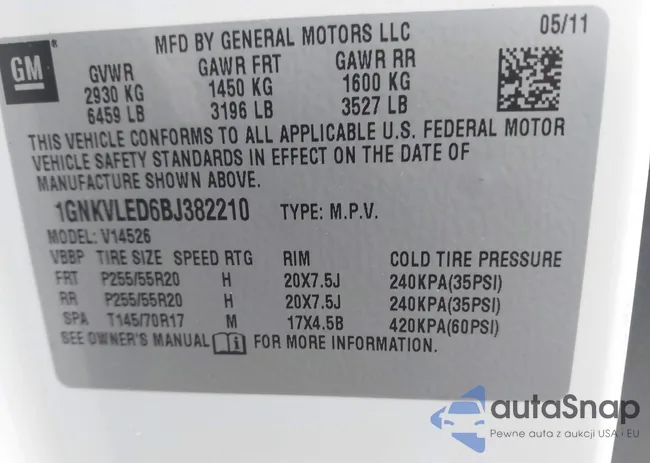 GM
MFD BY GENERAL MOTORS LLC
05/11
GVWR GAWR FRT GAWR RR
2930 KG 1450 KG 1600 KG
6459 LB 3196 LB 3527 LB
THIS VEHICLE CONFORMS TO ALL APPLICABLE U.S. FEDERAL MOTOR
VEHICLE SAFETY STANDARDS IN EFFECT ON THE DATE OF
MANUFACTURE SHOWN ABOVE.
1GNKVLED6BJ382210 TYPE: M.P.V.
MODEL: V14526
VBBP TIRE SIZE SPEED RTG RIM COLD TIRE PRESSURE
FRT P255/55R20 H 20X7.5J 240KPA(35PSI)
RR P255/55R20 H 20X7.5J 240KPA(35PSI)
SPA T145/70R17 M 17X4.5B 420KPA(60PSI)
SEE OWNER'S MANUAL FOR MORE INFORMATION.
autaSnap
Pewne auta z aukcji USA i EU